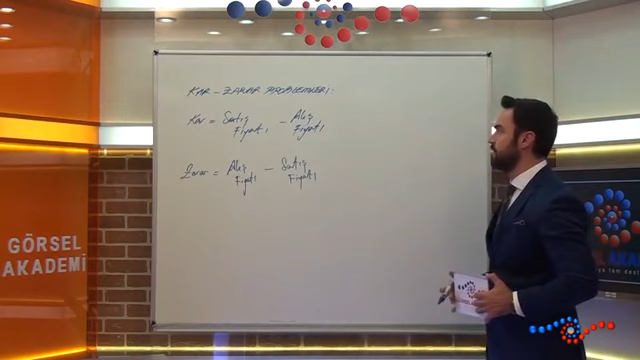 KAR - ZARAR PROBLEMLERİ:
Kar = Satış Fiyatı - Alış Fiyatı
Zarar = Alış Fiyatı - Satış Fiyatı
GÖRSEL
AKADEMİ